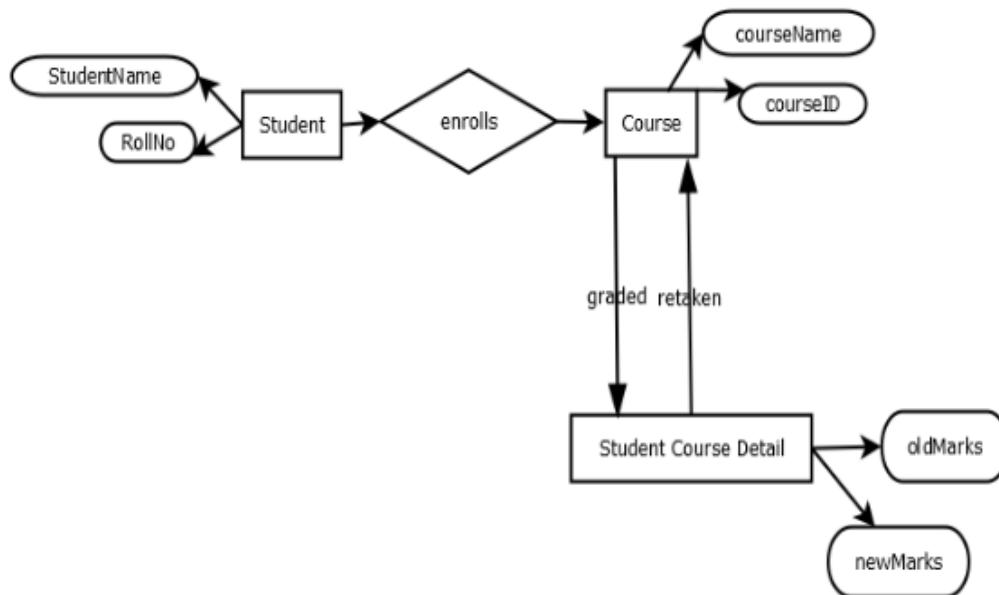 courseName
StudentName
courseID
Student
enrolls
Course
RollNo
graded
retaken
Student Course Detail
oldMarks
newMarks